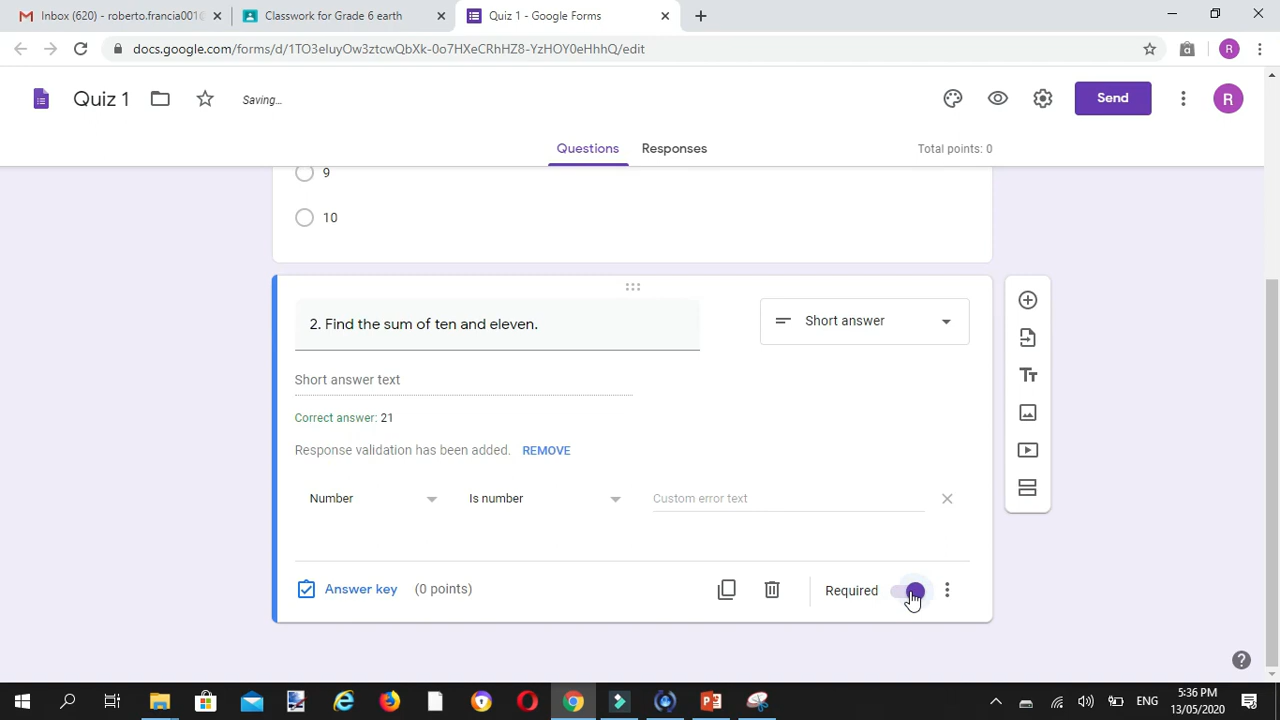 Inbox (620) - roberto.francia001@
Classwork for Grade 6 earth
Quiz 1 - Google Forms
docs.google.com/forms/d/1TO3eIuyOw3ztcwQbXk-0o7HXeCRhHZ8-YzHOY0eHhhQ/edit
R
Quiz 1
Saving...
Send
R
Questions
Responses
Total points: 0
9
10
2. Find the sum of ten and eleven.
Short answer
Short answer text
Correct answer: 21
Response validation has been added. REMOVE
Number
Is number
Custom error text
Answer key (0 points)
Required
ENG
5:36 PM
13/05/2020